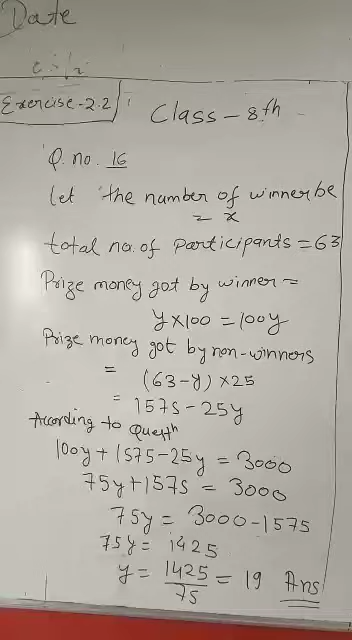 Date
Exercise-2.2
Class - 8th
Q. no. 16
Let the number of winner be
= x
total no. of Participants = 63
Prize money got by winner =
y×100 = 100y
Prize money got by non-winners
=
(63-y) ×25
= 1575 - 25y
According to Questn
100y + 1575-25y = 3000
75y+1575 = 3000
75y = 3000-1575
75y = 1425
y = 1425/75 = 19 Ans